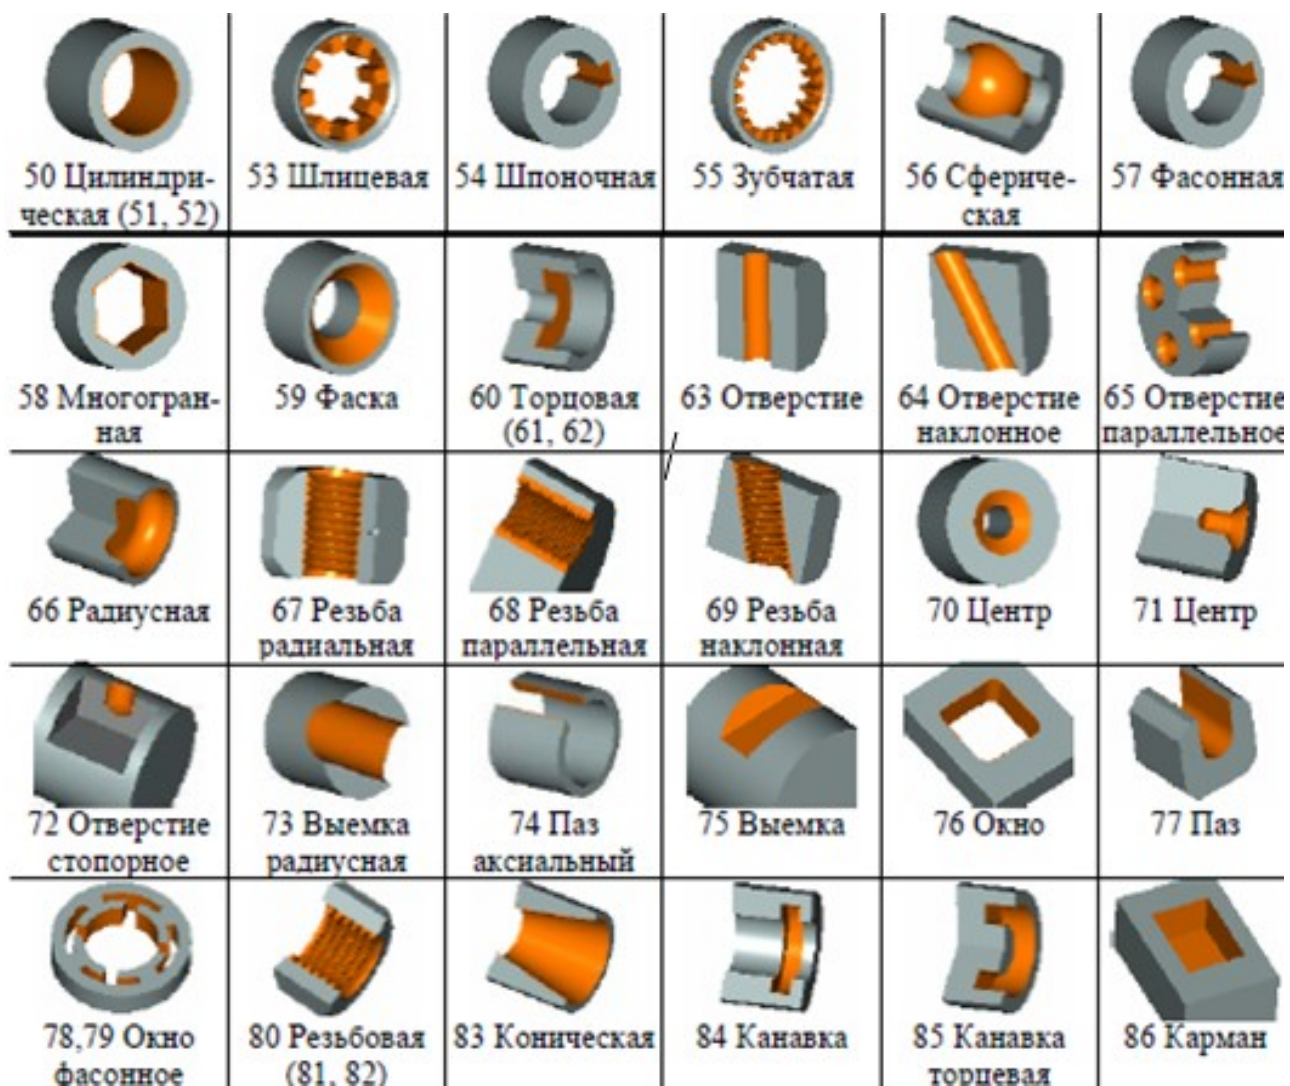 50 Цилиндри-
ческая (51, 52)
53 Шлицевая
54 Шпоночная
55 Зубчатая
56 Сфериче-
ская
57 Фасонная
58 Многогран-
ная
59 Фаска
60 Торцовая
(61, 62)
63 Отверстие
64 Отверстие
наклонное
65 Отверстие
параллельное
66 Радиусная
67 Резьба
радиальная
68 Резьба
параллельная
69 Резьба
наклонная
70 Центр
71 Центр
72 Отверстие
стопорное
73 Выемка
радиусная
74 Паз
аксиальный
75 Выемка
76 Окно
77 Паз
78,79 Окно
фасонное
80 Резьбовая
(81, 82)
83 Коническая
84 Канавка
85 Канавка
торцевая
86 Карман